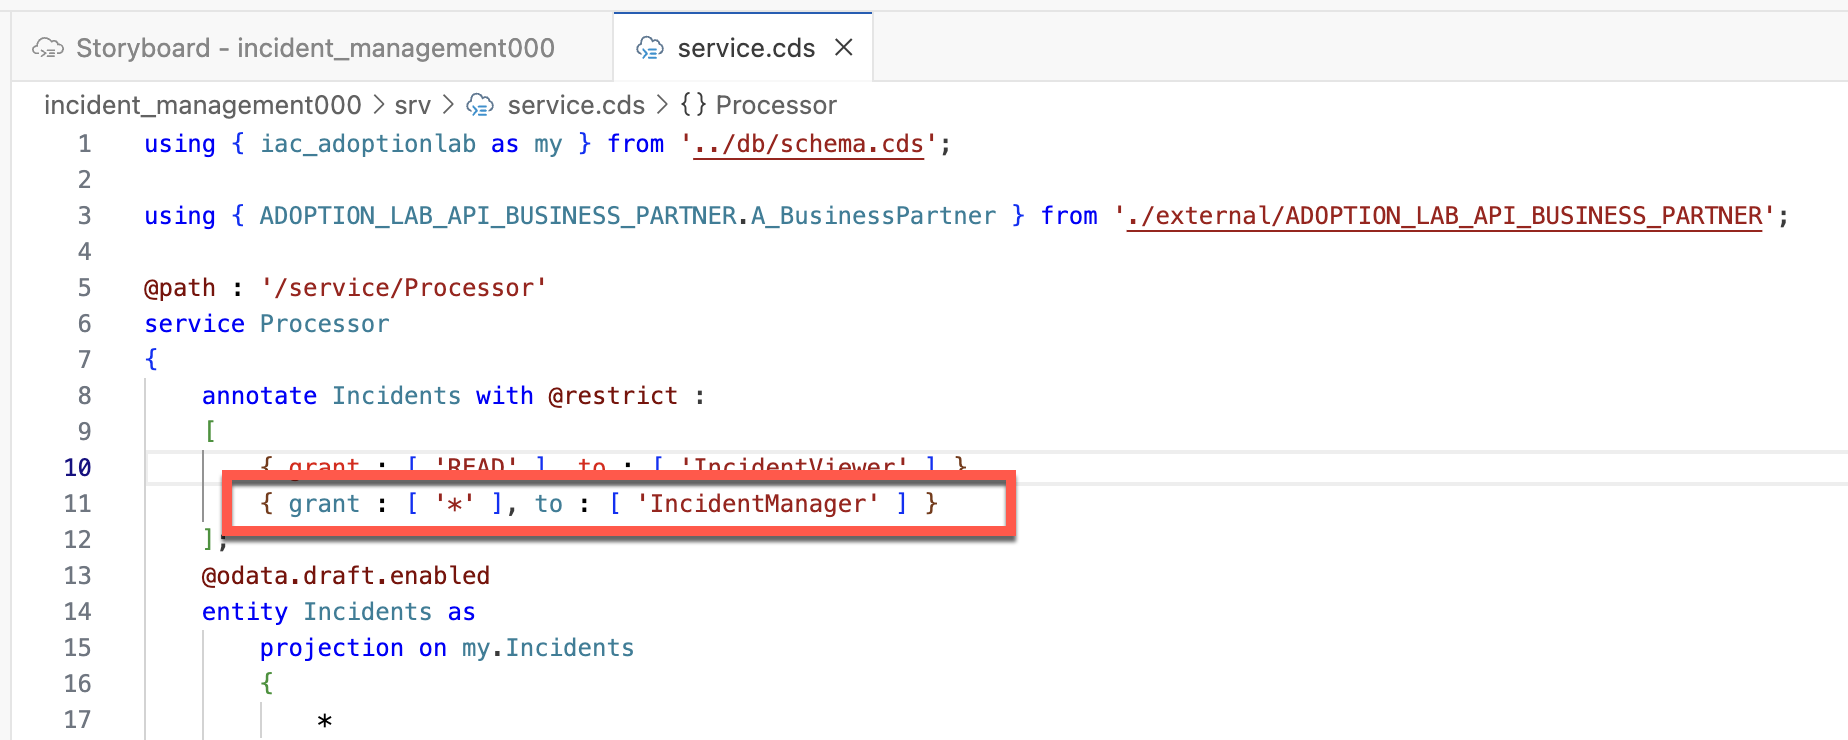 Storyboard - incident_management000
service.cds
incident_management000 > srv > service.cds > {} Processor
1 using { iac_adoptionlab as my } from '../db/schema.cds';
2
3 using { ADOPTION_LAB_API_BUSINESS_PARTNER.A_BusinessPartner } from './external/ADOPTION_LAB_API_BUSINESS_PARTNER';
4
5 @path : '/service/Processor'
6 service Processor
7 {
8 annotate Incidents with @restrict :
9 [
10 { grant : [ 'READ' ], to : [ 'IncidentViewer' ] }
11 { grant : [ '*' ], to : [ 'IncidentManager' ] }
12 ];
13 @odata.draft.enabled
14 entity Incidents as
15 projection on my.Incidents
16 {
17 *